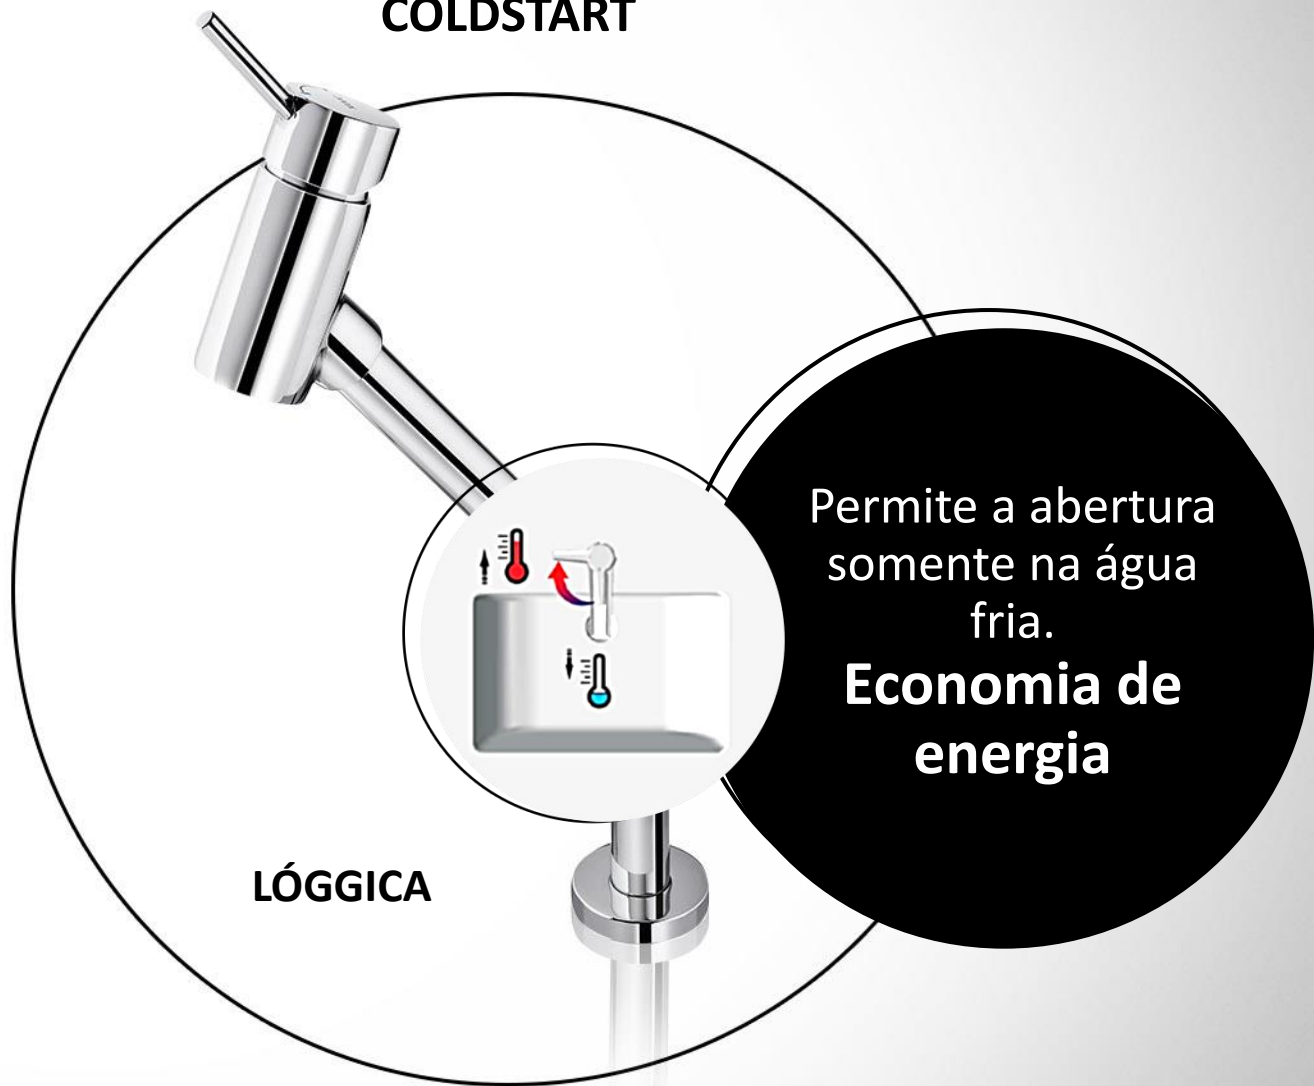 COLDSTART
Permite a abertura
somente na água
fria.
Economia de
energia
LÓGGICA